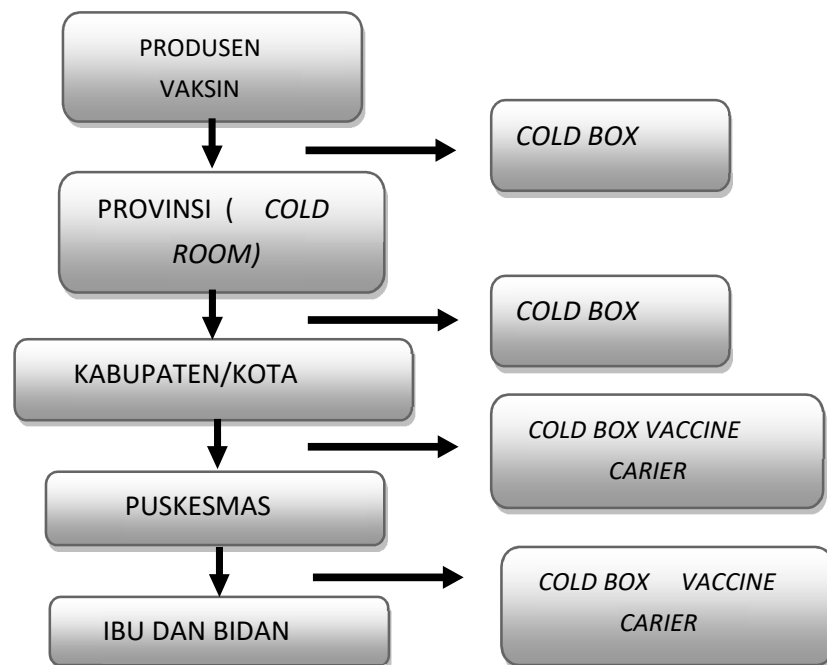 PRODUSEN
VAKSIN
COLD BOX
PROVINSI ( COLD
ROOM)
COLD BOX
KABUPATEN/KOTA
COLD BOX VACCINE
CARIER
PUSKESMAS
COLD BOX VACCINE
CARIER
IBU DAN BIDAN